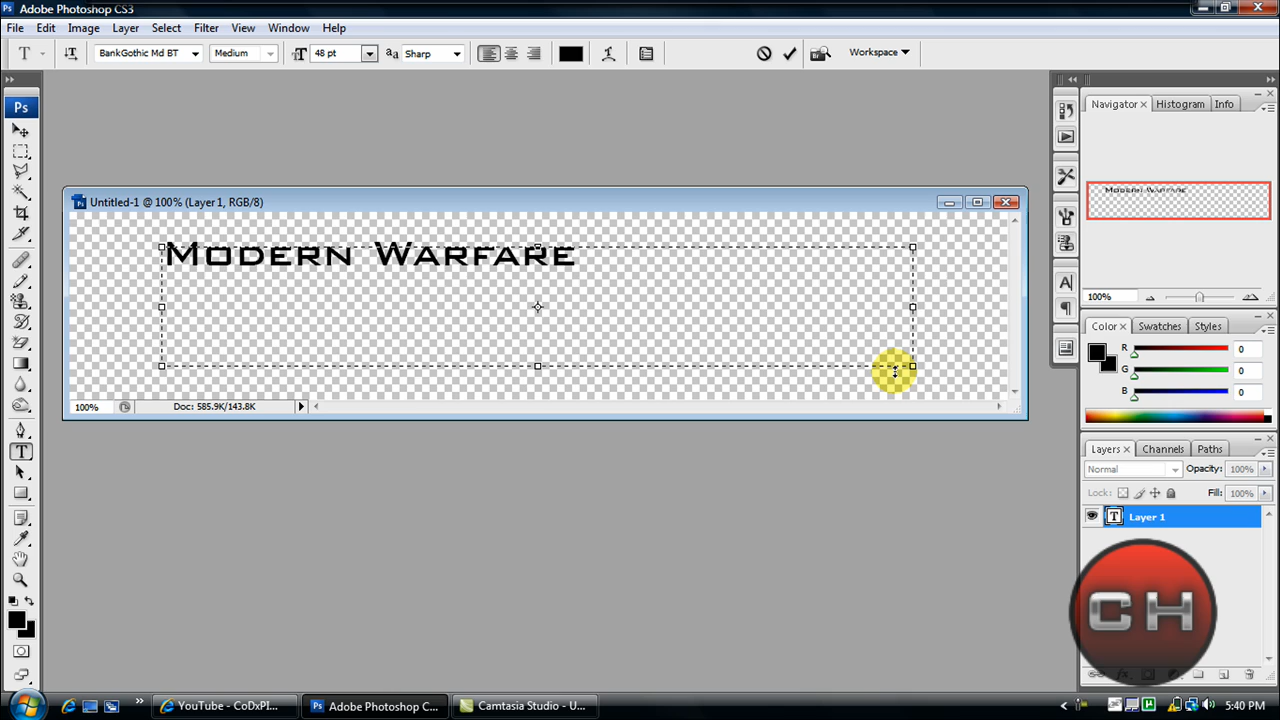 Adobe Photoshop CS3
File Edit Image Layer Select Filter View Window Help
T BankGothic Md BT Medium 48 pt aa Sharp Workspace
Ps
Navigator × Histogram Info
Untitled-1 @ 100% (Layer 1, RGB/8)
MODERN WARFARE
MODERN WARFARE
100%
Color × Swatches Styles
R 0
G 0
B 0
100% Doc: 585.9K/143.8K
Layers × Channels Paths
Normal Opacity: 100%
Lock: Fill: 100%
T Layer 1
CH
YouTube - CoDxPI... Adobe Photoshop C... Camtasia Studio - U... 5:40 PM